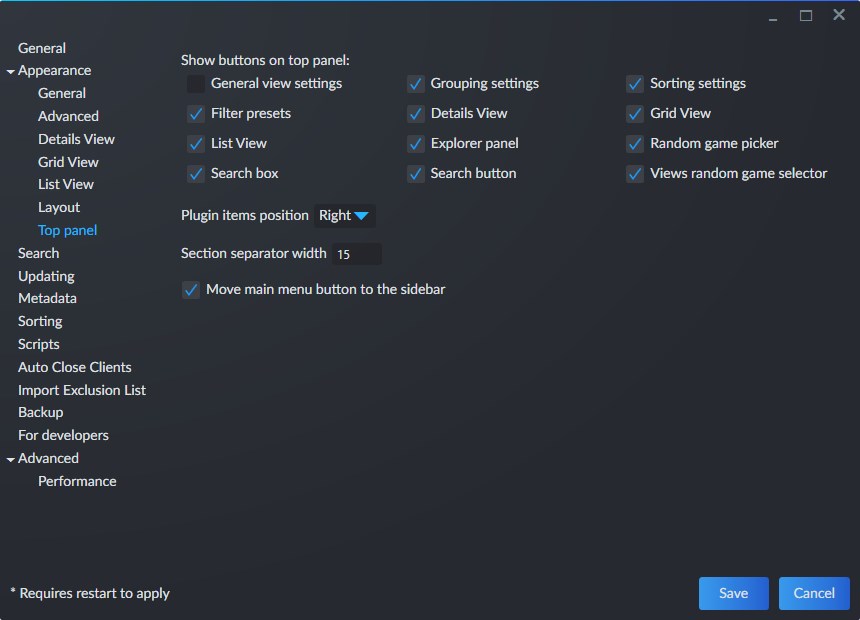 General
Appearance
General
Advanced
Details View
Grid View
List View
Layout
Top panel
Search
Updating
Metadata
Sorting
Scripts
Auto Close Clients
Import Exclusion List
Backup
For developers
Advanced
Performance
Show buttons on top panel:
General view settings Grouping settings Sorting settings
Filter presets Details View Grid View
List View Explorer panel Random game picker
Search box Search button Views random game selector
Plugin items position Right
Section separator width 15
Move main menu button to the sidebar
* Requires restart to apply Save Cancel